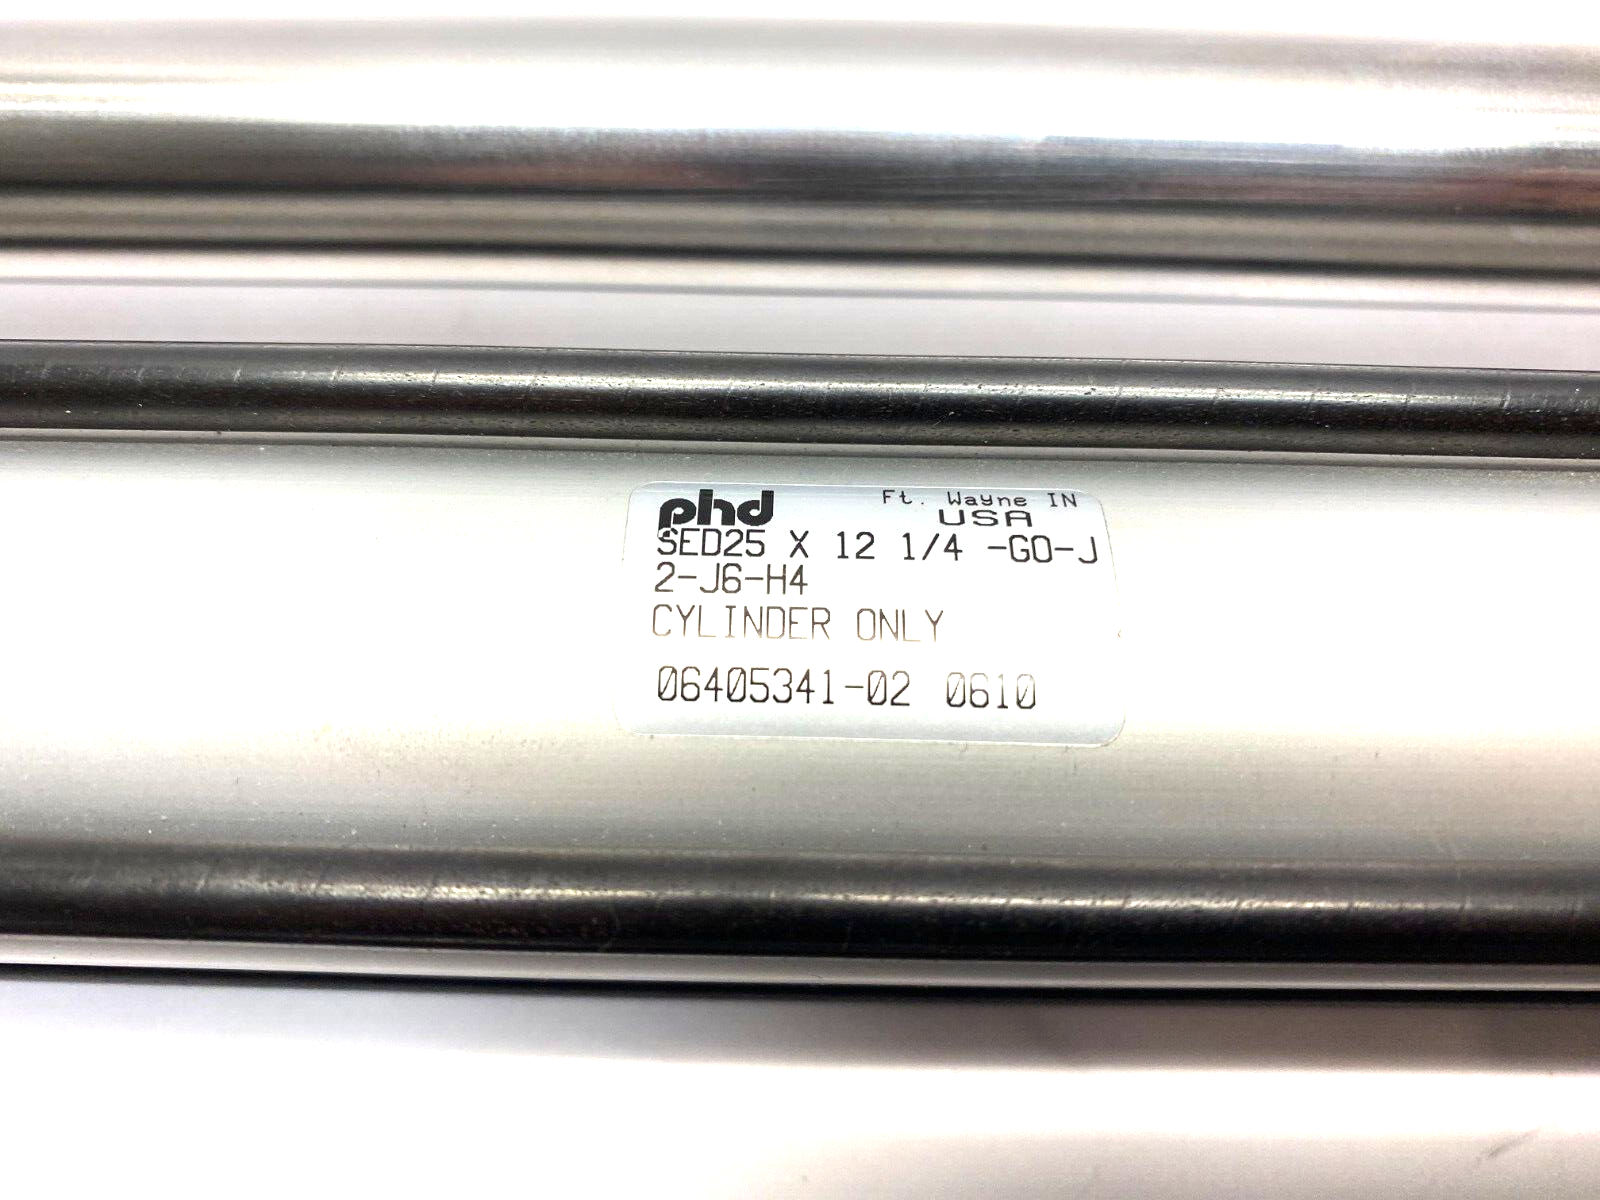 phd Ft. Wayne IN
USA
SED25 X 12 1/4 -GO-J
2-J6-H4
CYLINDER ONLY
06405341-02 0610